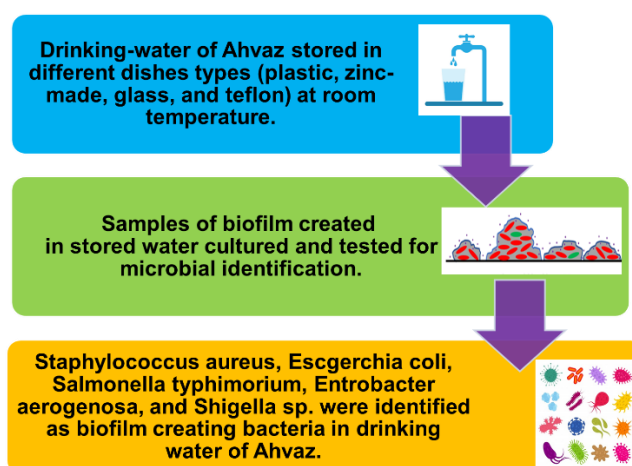 Drinking-water of Ahvaz stored in
different dishes types (plastic, zinc-
made, glass, and teflon) at room
temperature.
Samples of biofilm created
in stored water cultured and tested for
microbial identification.
Staphylococcus aureus, Escgerchia coli,
Salmonella typhimorium, Entrobacter
aerogenosa, and Shigella sp. were identified
as biofilm creating bacteria in drinking
water of Ahvaz.